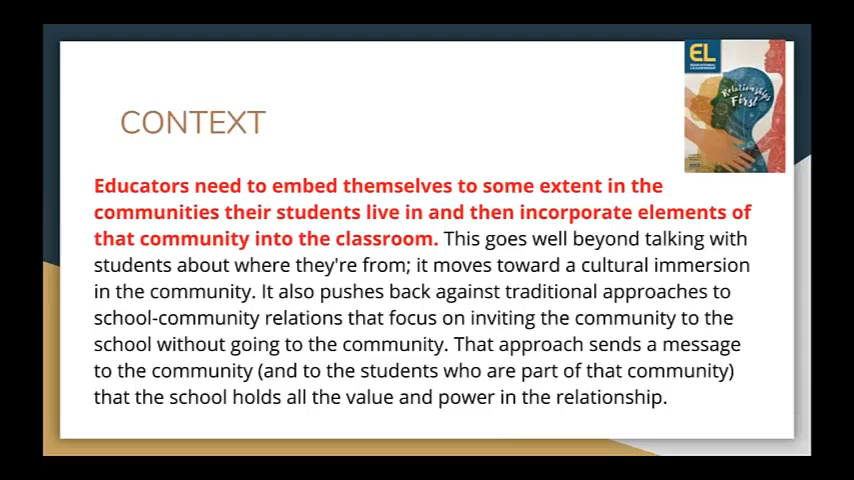 EL
EDUCATIONAL
LEADERSHIP
Relationships
First
CONTEXT
Educators need to embed themselves to some extent in the
communities their students live in and then incorporate elements of
that community into the classroom. This goes well beyond talking with
students about where they're from; it moves toward a cultural immersion
in the community. It also pushes back against traditional approaches to
school-community relations that focus on inviting the community to the
school without going to the community. That approach sends a message
to the community (and to the students who are part of that community)
that the school holds all the value and power in the relationship.